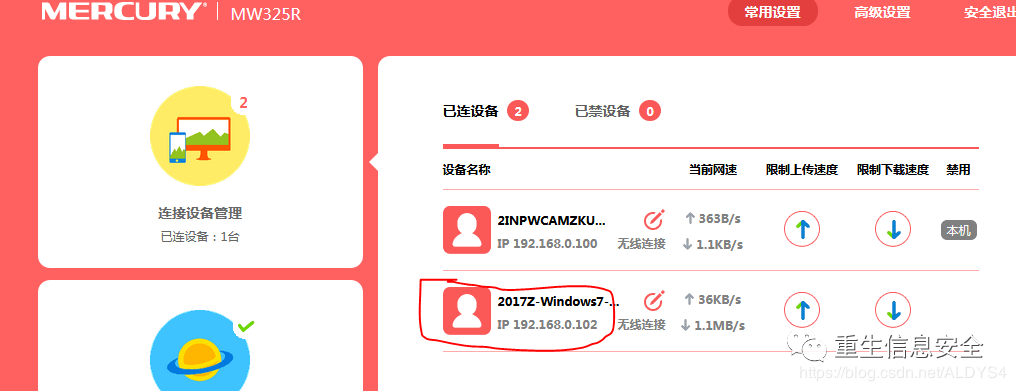 MERCURY® MW325R
常用设置 高级设置 安全退出
2
连接设备管理
已连设备：1台
已连设备 2 已禁设备 0
设备名称 当前网速 限制上传速度 限制下载速度 禁用
2INPWCAMZKU... 363B/s
IP 192.168.0.100 无线连接 1.1KB/s 本机
2017Z-Windows7-... 36KB/s
IP 192.168.0.102 无线连接 1.1MB/s
重生信息安全
https://blog.csdn.net/ALDYS4